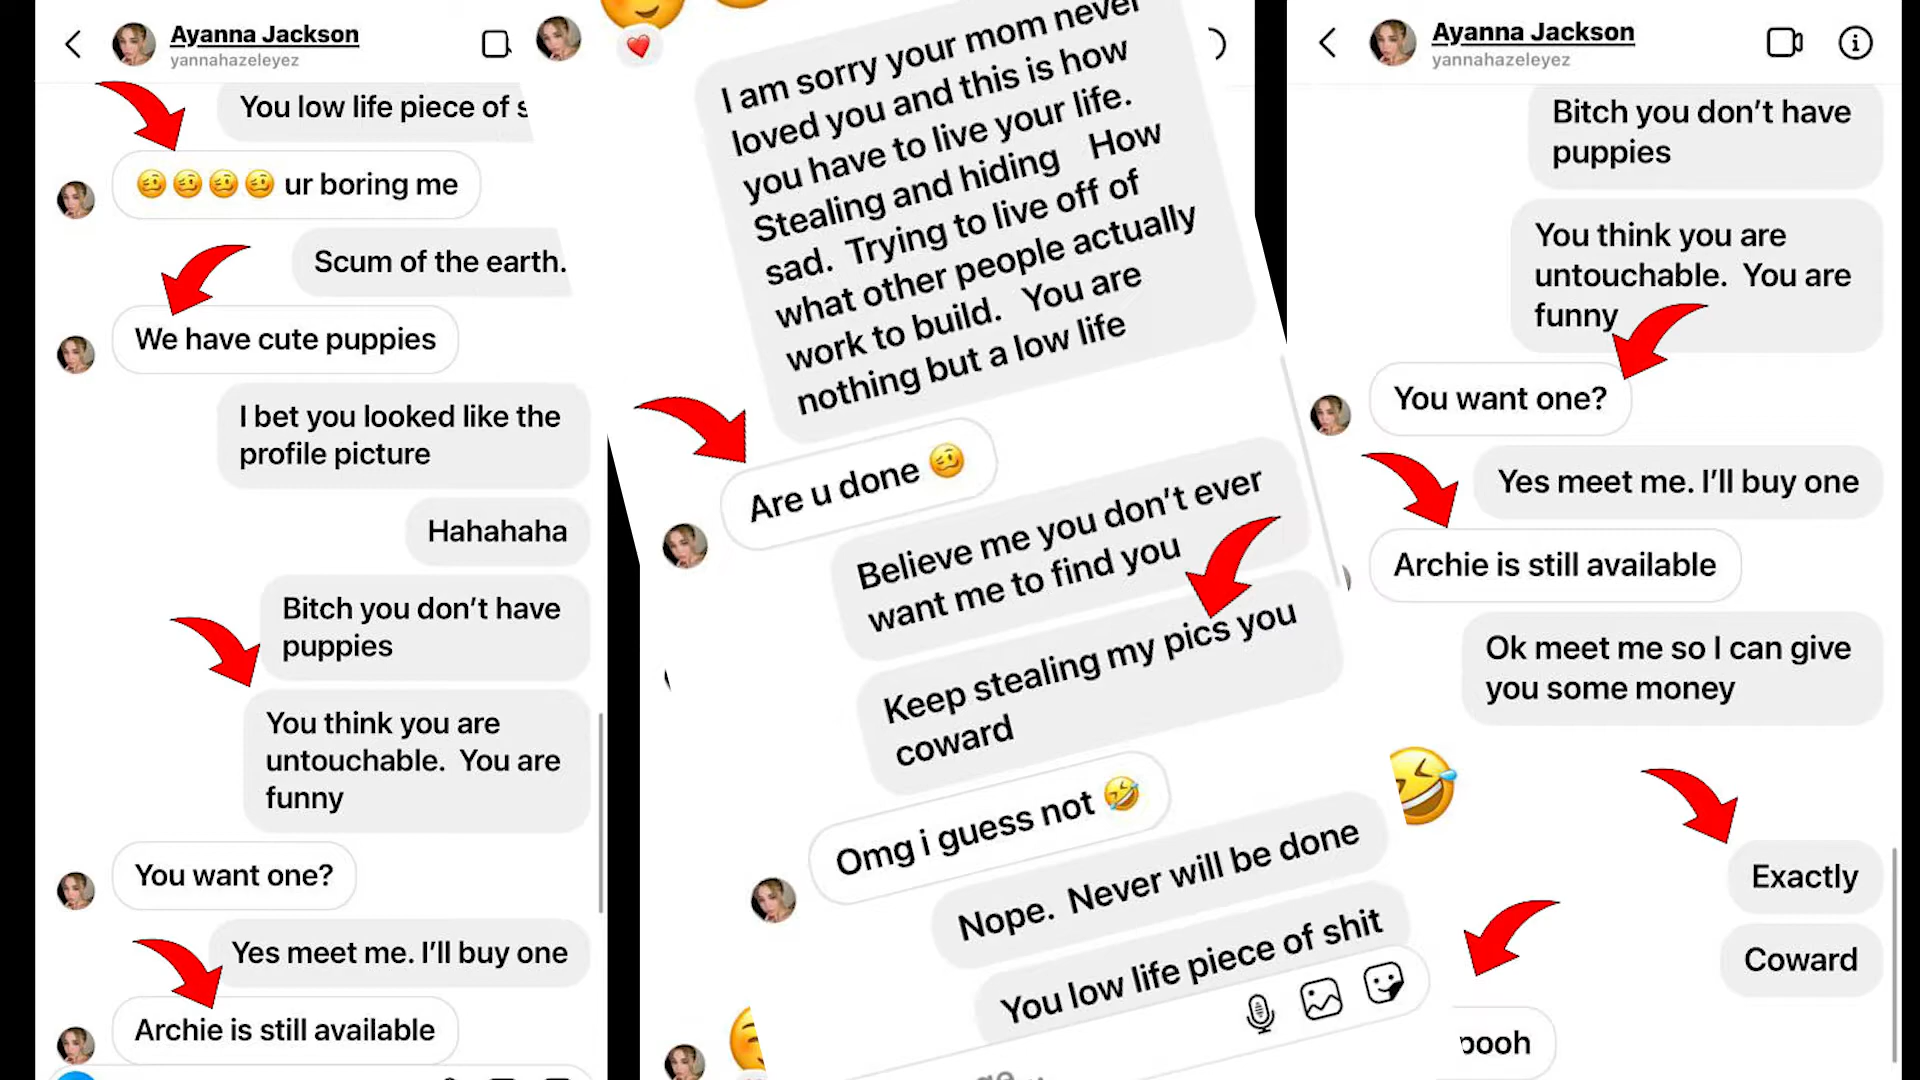 Ayanna Jackson
yannahazeleyez
You low life piece of s
ur boring me
Scum of the earth.
We have cute puppies
I bet you looked like the
profile picture
Hahahaha
Bitch you don’t have
puppies
You think you are
untouchable. You are
funny
You want one?
Yes meet me. I’ll buy one
Archie is still available
I am sorry your mom never
loved you and this is how
you have to live your life.
Stealing and hiding How
sad. Trying to live off of
what other people actually
work to build. You are
nothing but a low life
Are u done
Believe me you don’t ever
want me to find you
Keep stealing my pics you
coward
Omg i guess not
Nope. Never will be done
You low life piece of shit
Ayanna Jackson
yannahazeleyez
Bitch you don’t have
puppies
You think you are
untouchable. You are
funny
You want one?
Yes meet me. I’ll buy one
Archie is still available
Ok meet me so I can give
you some money
Exactly
Coward
pooh